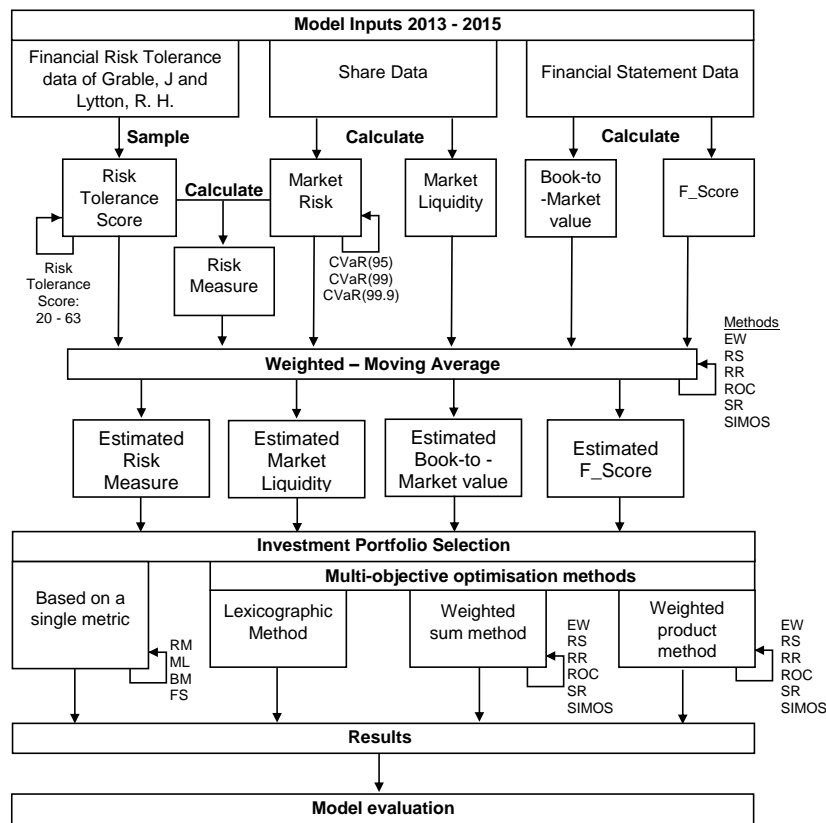 Model Inputs 2013 - 2015
Financial Risk Tolerance
data of Grable, J and
Lytton, R. H.
Share Data
Financial Statement Data
Sample
Calculate
Calculate
Risk
Tolerance
Score
Calculate
Market
Risk
Market
Liquidity
Book-to
-Market
value
F_Score
Risk
Tolerance
Score:
20 - 63
Risk
Measure
CVaR(95)
CVaR(99)
CVaR(99.9)
Methods
EW
RS
RR
ROC
SR
SIMOS
Weighted – Moving Average
Estimated
Risk
Measure
Estimated
Market
Liquidity
Estimated
Book-to -
Market value
Estimated
F_Score
Investment Portfolio Selection
Multi-objective optimisation methods
Based on a
single metric
RM
ML
BM
FS
Lexicographic
Method
Weighted
sum method
EW
RS
RR
ROC
SR
SIMOS
Weighted
product
method
EW
RS
RR
ROC
SR
SIMOS
Results
Model evaluation